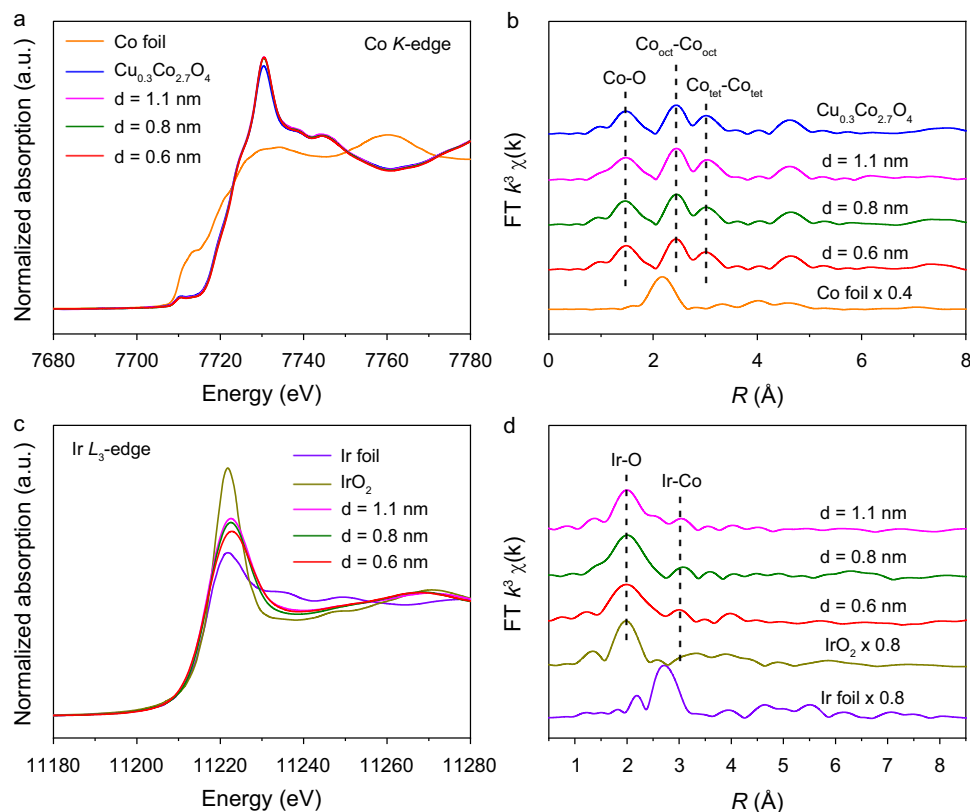 a
Co K-edge
Co foil
Cu0.3Co2.7O4
d = 1.1 nm
d = 0.8 nm
d = 0.6 nm
Normalized absorption (a.u.)
7680 7700 7720 7740 7760 7780
Energy (eV)
b
Cooct-Cooct
Co-O
Cotet-Cotet
Cu0.3Co2.7O4
d = 1.1 nm
d = 0.8 nm
d = 0.6 nm
Co foil x 0.4
FT k3 χ(k)
0 2 4 6 8
R (Å)
c
Ir L3-edge
Ir foil
IrO2
d = 1.1 nm
d = 0.8 nm
d = 0.6 nm
Normalized absorption (a.u.)
11180 11200 11220 11240 11260 11280
Energy (eV)
d
Ir-O
Ir-Co
d = 1.1 nm
d = 0.8 nm
d = 0.6 nm
IrO2 x 0.8
Ir foil x 0.8
FT k3 χ(k)
1 2 3 4 5 6 7 8
R (Å)